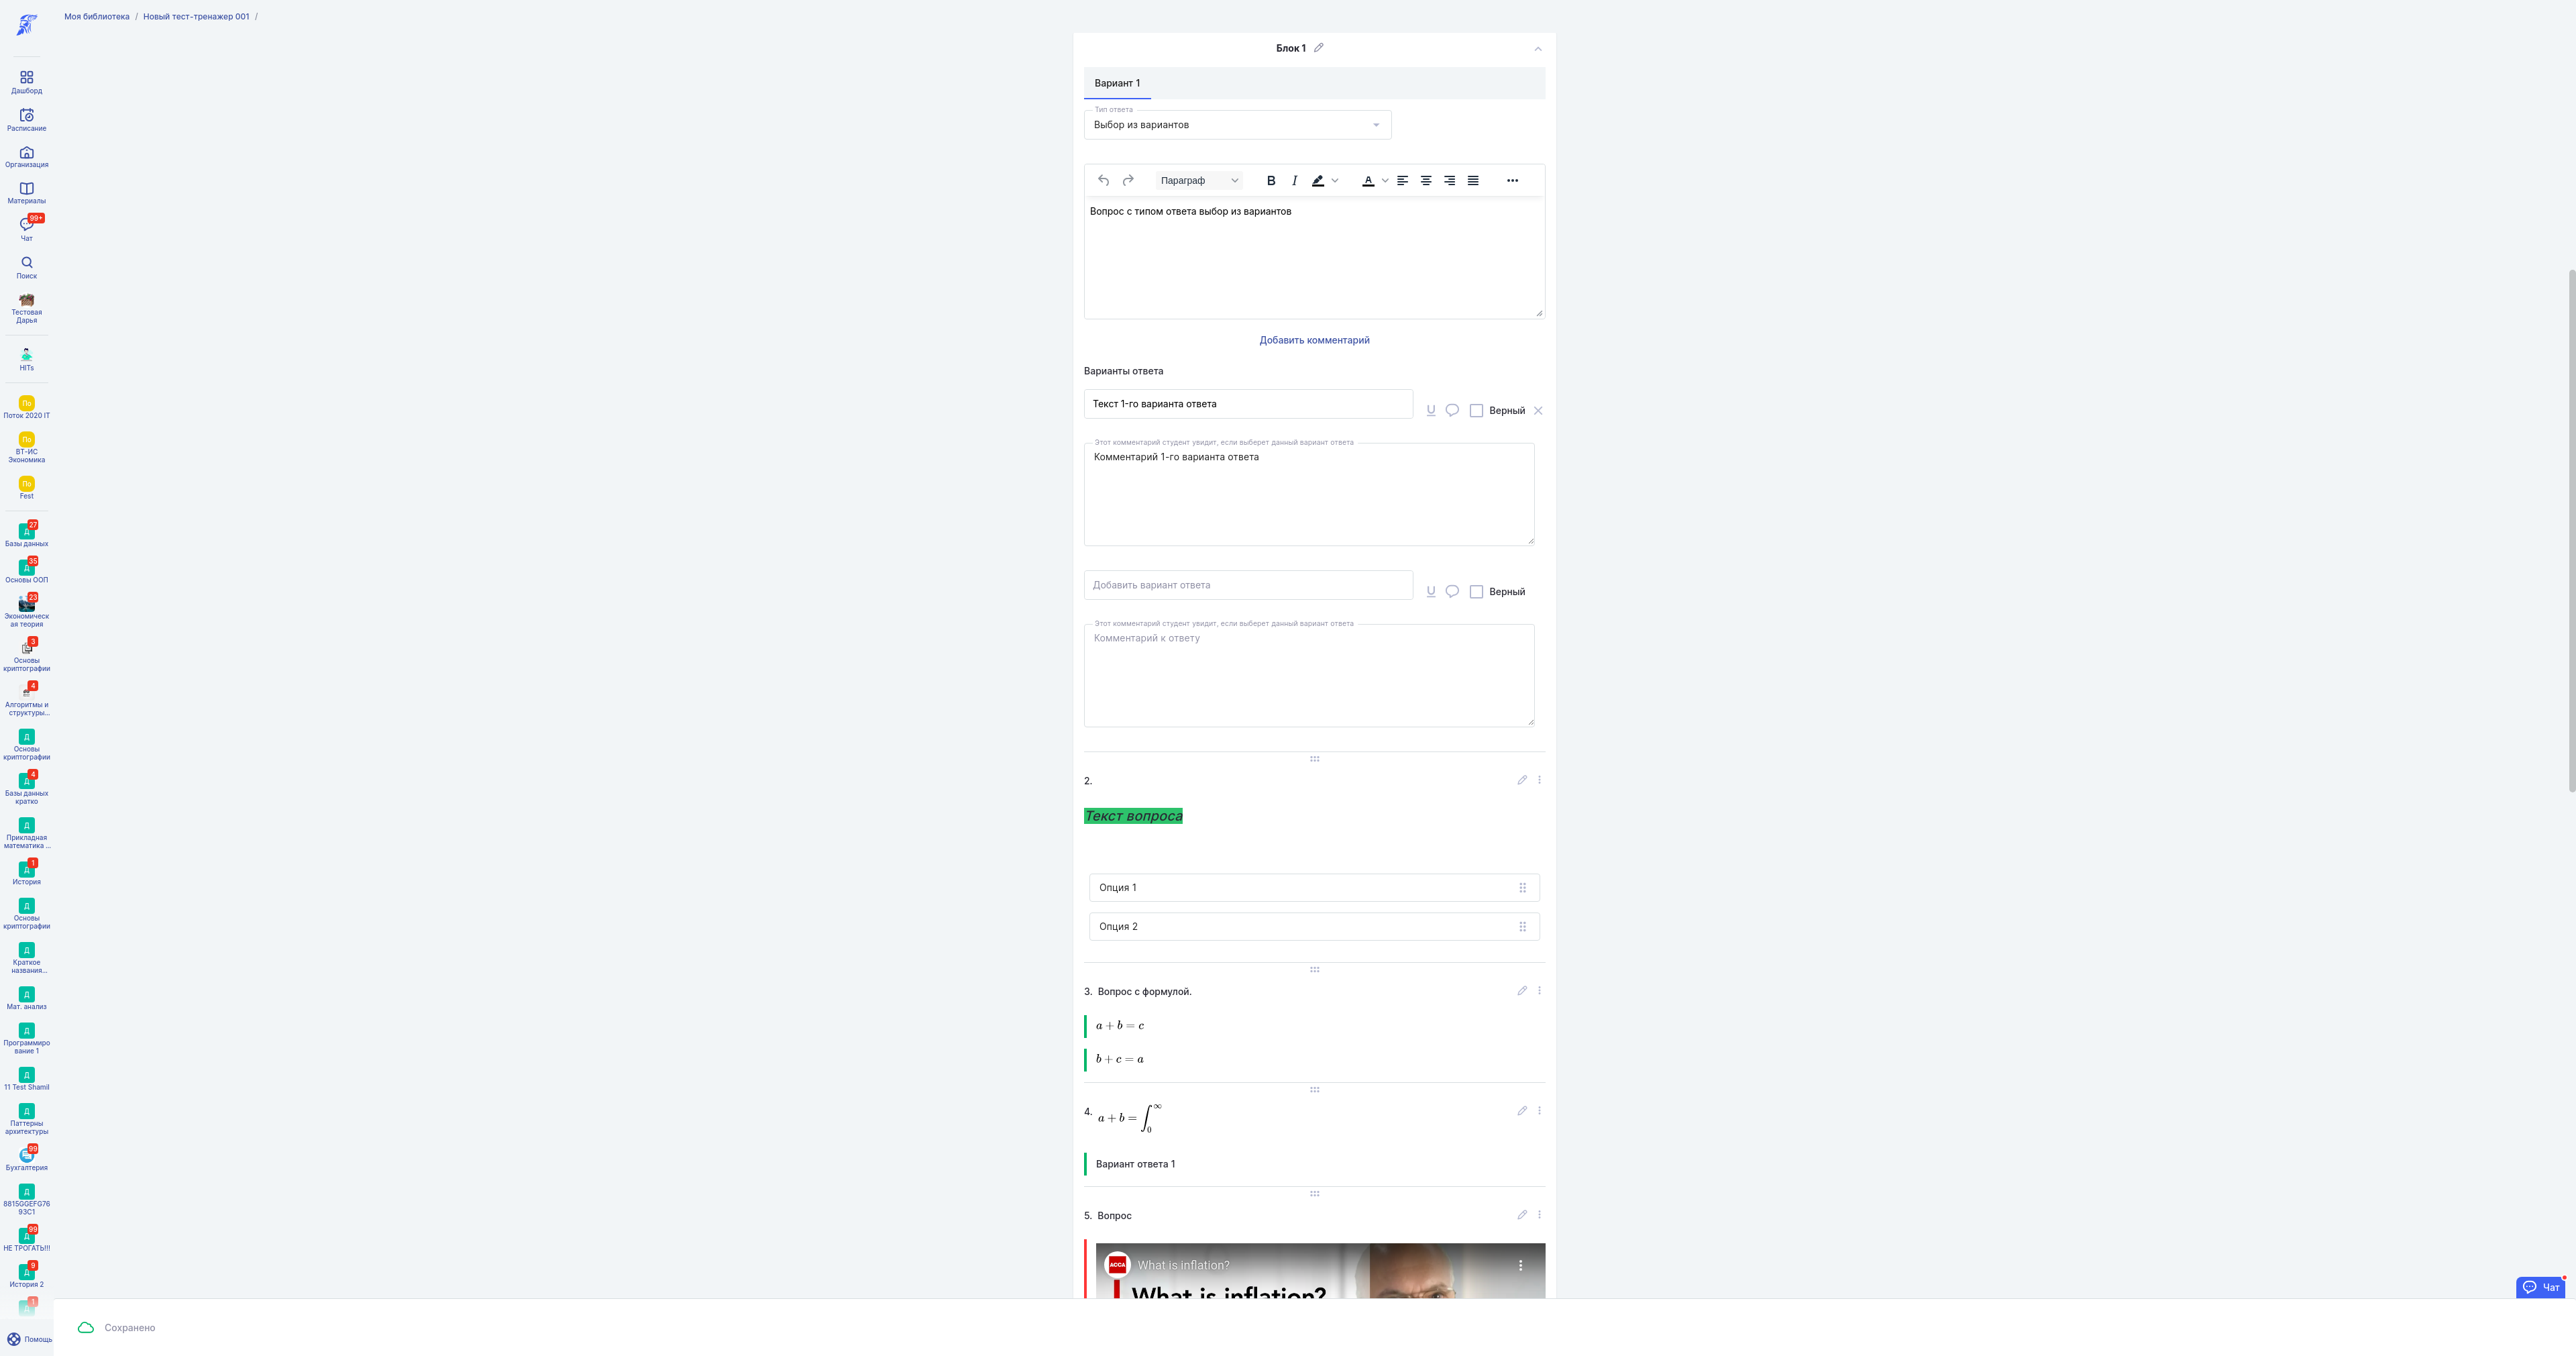 Моя библиотека / Новый тест-тренажер 001 /
Дашборд
Расписание
Организация
Материалы
99+
Чат
Поиск
Тестовая
Дарья
HITs
По
Поток 2020 IT
По
ВТ-ИС
Экономика
По
Fest
27
Д
Базы данных
35
Д
Основы ООП
23
Экономическ
ая теория
3
Основы
криптографии
4
Алгоритмы и
структуры...
Д
Основы
криптографии
4
Д
Базы данных
кратко
Д
Прикладная
математика ...
1
Д
История
Д
Основы
криптографии
Д
Краткое
названия...
Д
Мат. анализ
Д
Программиро
вание 1
Д
11 Test Shamil
Д
Паттерны
архитектуры
99
Бухгалтерия
Д
8815GGEFG76
93C1
99
Д
НЕ ТРОГАТЬ!!!
9
Д
История 2
1
Д
Помощь
Блок 1
Вариант 1
Тип ответа
Выбор из вариантов
Параграф
B I A
Вопрос с типом ответа выбор из вариантов
Добавить комментарий
Варианты ответа
Текст 1-го варианта ответа
U Верный
Этот комментарий студент увидит, если выберет данный вариант ответа
Комментарий 1-го варианта ответа
Добавить вариант ответа
U Верный
Этот комментарий студент увидит, если выберет данный вариант ответа
Комментарий к ответу
2.
Текст вопроса
Опция 1
Опция 2
3. Вопрос с формулой.
a + b = c
b + c = a
4. a + b = ∫₀^∞
Вариант ответа 1
5. Вопрос
ACCA What is inflation?
What is inflation?
Чат
Сохранено